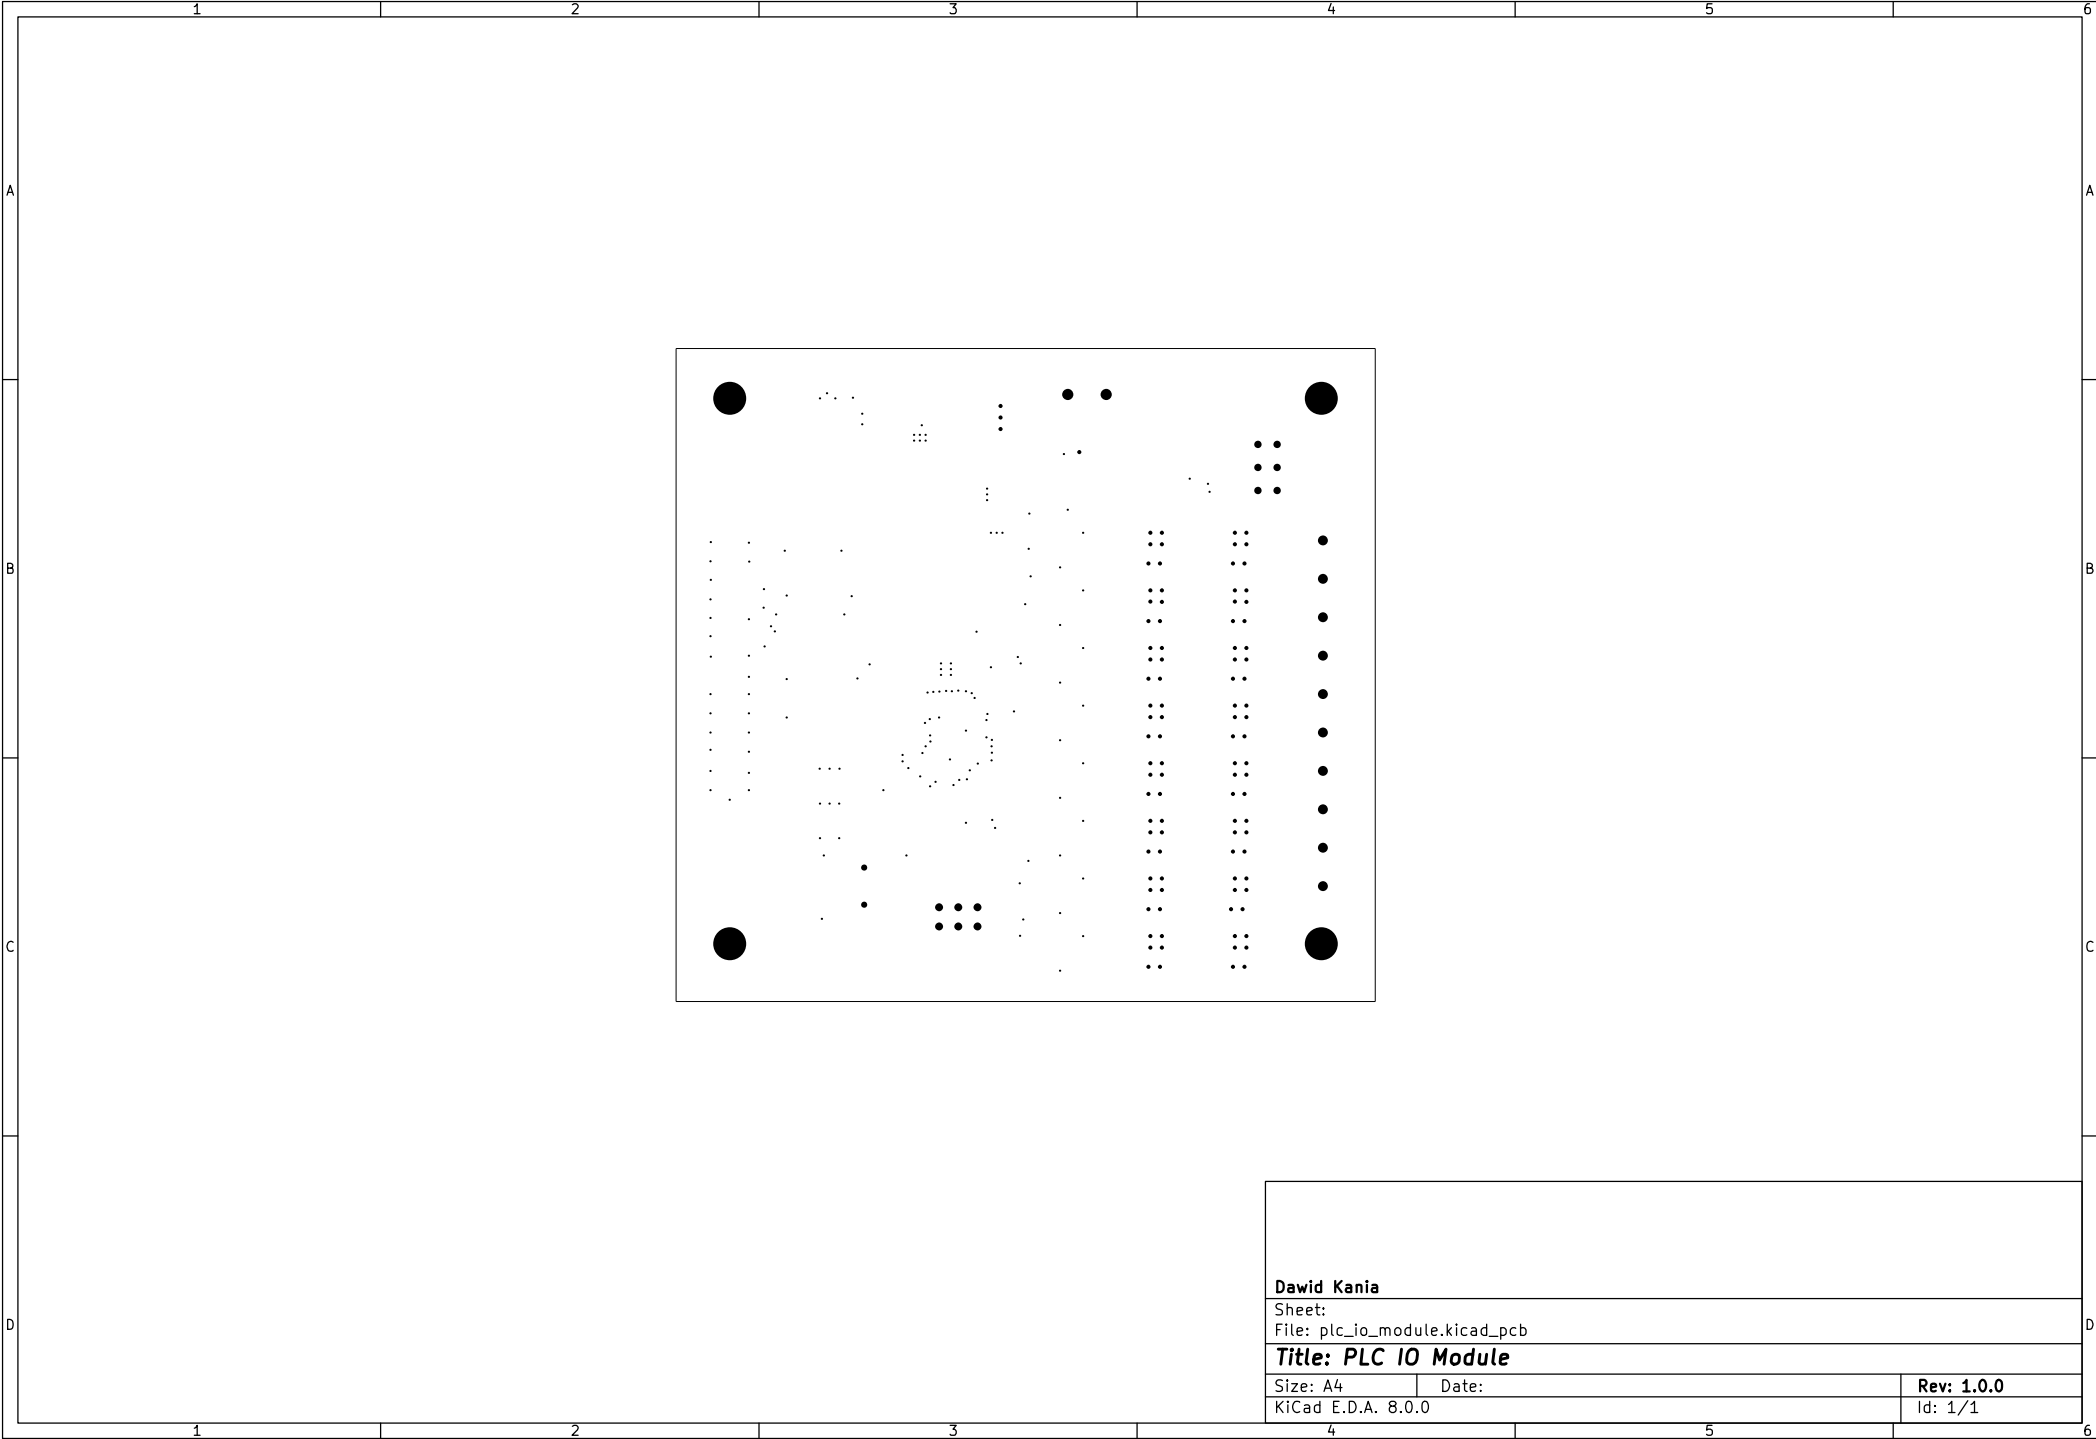 1 2 3 4 5 6
A A
B B
C C
Dawid Kania
Sheet:
File: plc_io_module.kicad_pcb
D D
Title: PLC IO Module
Size: A4 Date: Rev: 1.0.0
KiCad E.D.A. 8.0.0 Id: 1/1
1 2 3 4 5 6